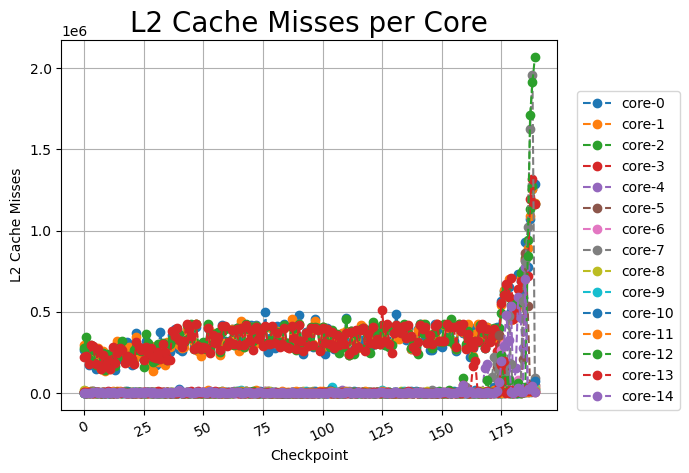 L2 Cache Misses per Core
1e6
2.0
1.5
1.0
0.5
0.0
L2 Cache Misses
0
25
50
75
100
125
150
175
Checkpoint
core-0
core-1
core-2
core-3
core-4
core-5
core-6
core-7
core-8
core-9
core-10
core-11
core-12
core-13
core-14